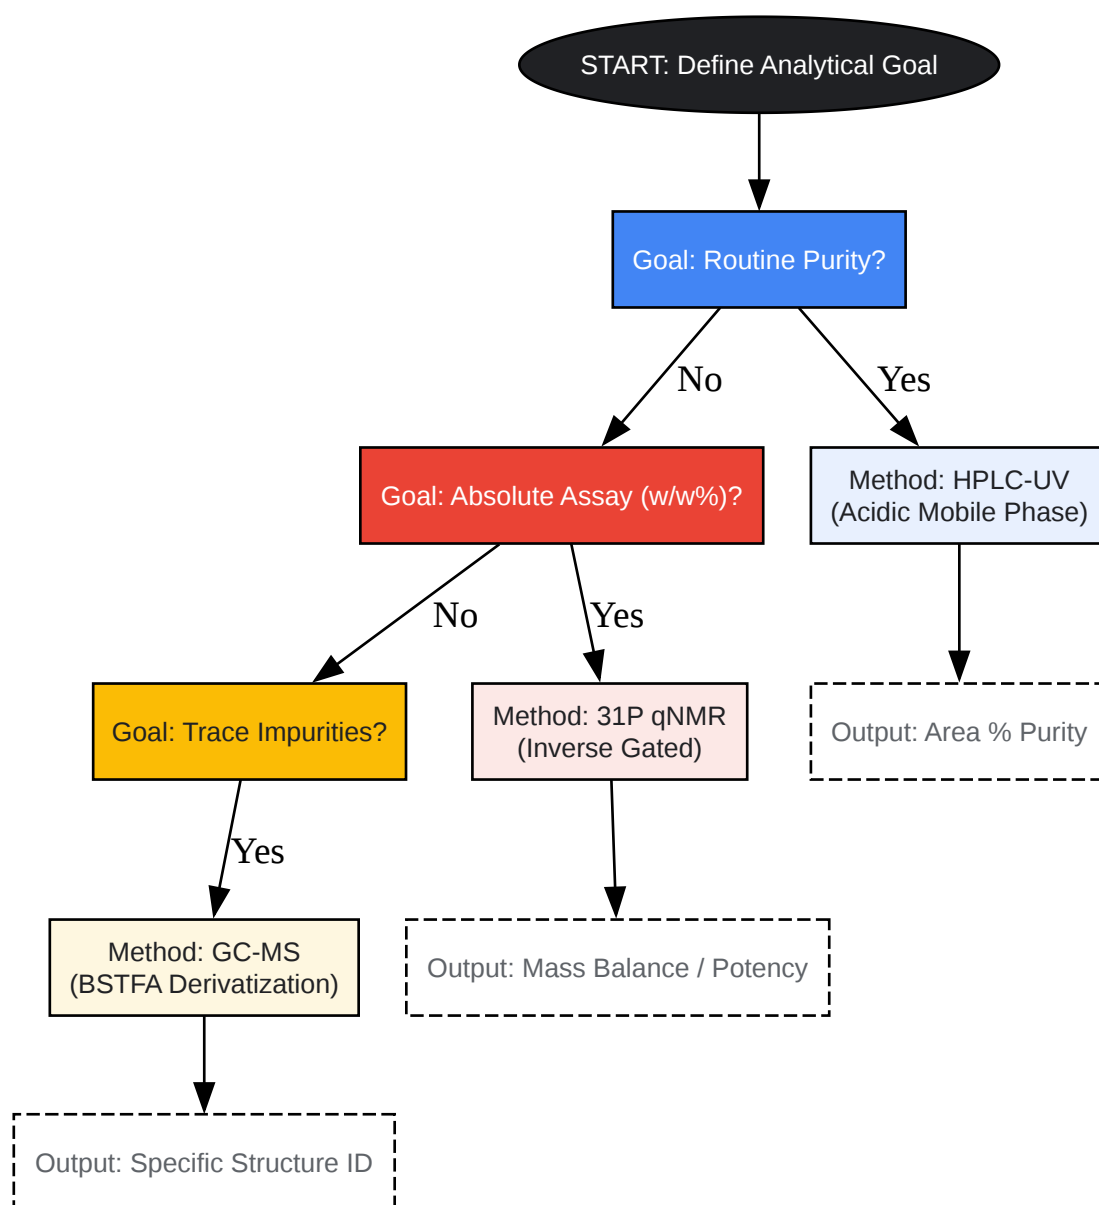 START: Define Analytical Goal
Goal: Routine Purity?
No
Yes
Goal: Absolute Assay (w/w%)?
Method: HPLC-UV
(Acidic Mobile Phase)
No
Yes
Goal: Trace Impurities?
Method: 31P qNMR
(Inverse Gated)
Output: Area % Purity
Yes
Method: GC-MS
(BSTFA Derivatization)
Output: Mass Balance / Potency
Output: Specific Structure ID